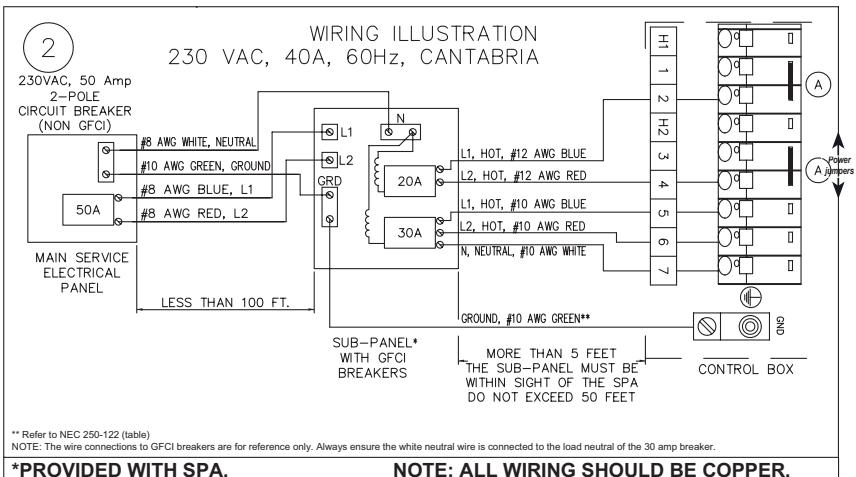 2
WIRING ILLUSTRATION
230 VAC, 40A, 60Hz, CANTABRIA
230VAC, 50 Amp
2-POLE
CIRCUIT BREAKER
(NON GFCI)
#8 AWG WHITE, NEUTRAL
#10 AWG GREEN, GROUND
#8 AWG BLUE, L1
#8 AWG RED, L2
50A
MAIN SERVICE
ELECTRICAL
PANEL
LESS THAN 100 FT.
N
L1
L2
GRD
20A
30A
SUB-PANEL*
WITH GFCI
BREAKERS
L1, HOT, #12 AWG BLUE
L2, HOT, #12 AWG RED
L1, HOT, #10 AWG BLUE
L2, HOT, #10 AWG RED
N, NEUTRAL, #10 AWG WHITE
GROUND, #10 AWG GREEN**
MORE THAN 5 FEET
THE SUB-PANEL MUST BE
WITHIN SIGHT OF THE SPA
DO NOT EXCEED 50 FEET
H1
1
2
H2
3
4
5
6
7
A
A
Power
jumpers
GND
CONTROL BOX
** Refer to NEC 250-122 (table)
NOTE: The wire connections to GFCI breakers are for reference only. Always ensure the white neutral wire is connected to the load neutral of the 30 amp breaker.
*PROVIDED WITH SPA.
NOTE: ALL WIRING SHOULD BE COPPER.